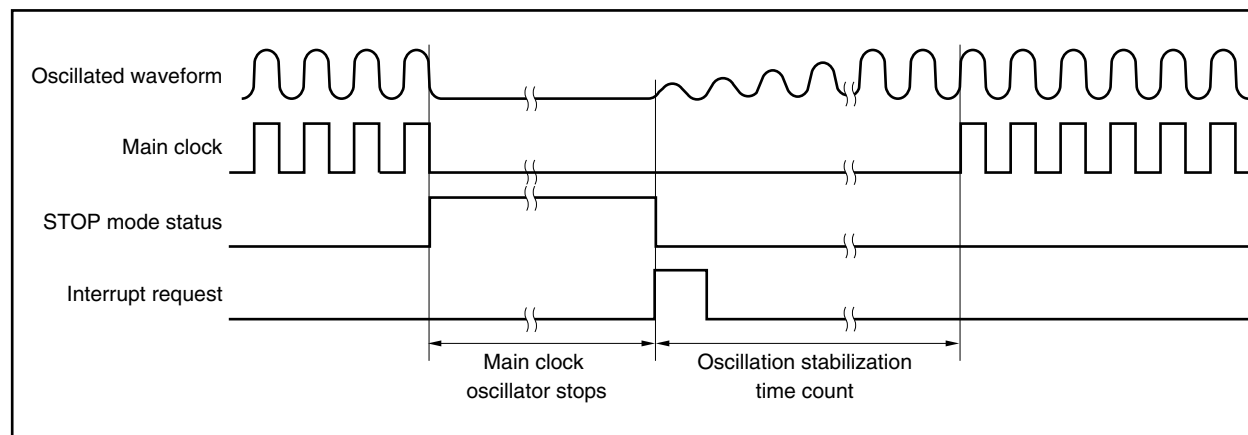 Oscillated waveform
Main clock
STOP mode status
Interrupt request
Main clock
oscillator stops
Oscillation stabilization
time count